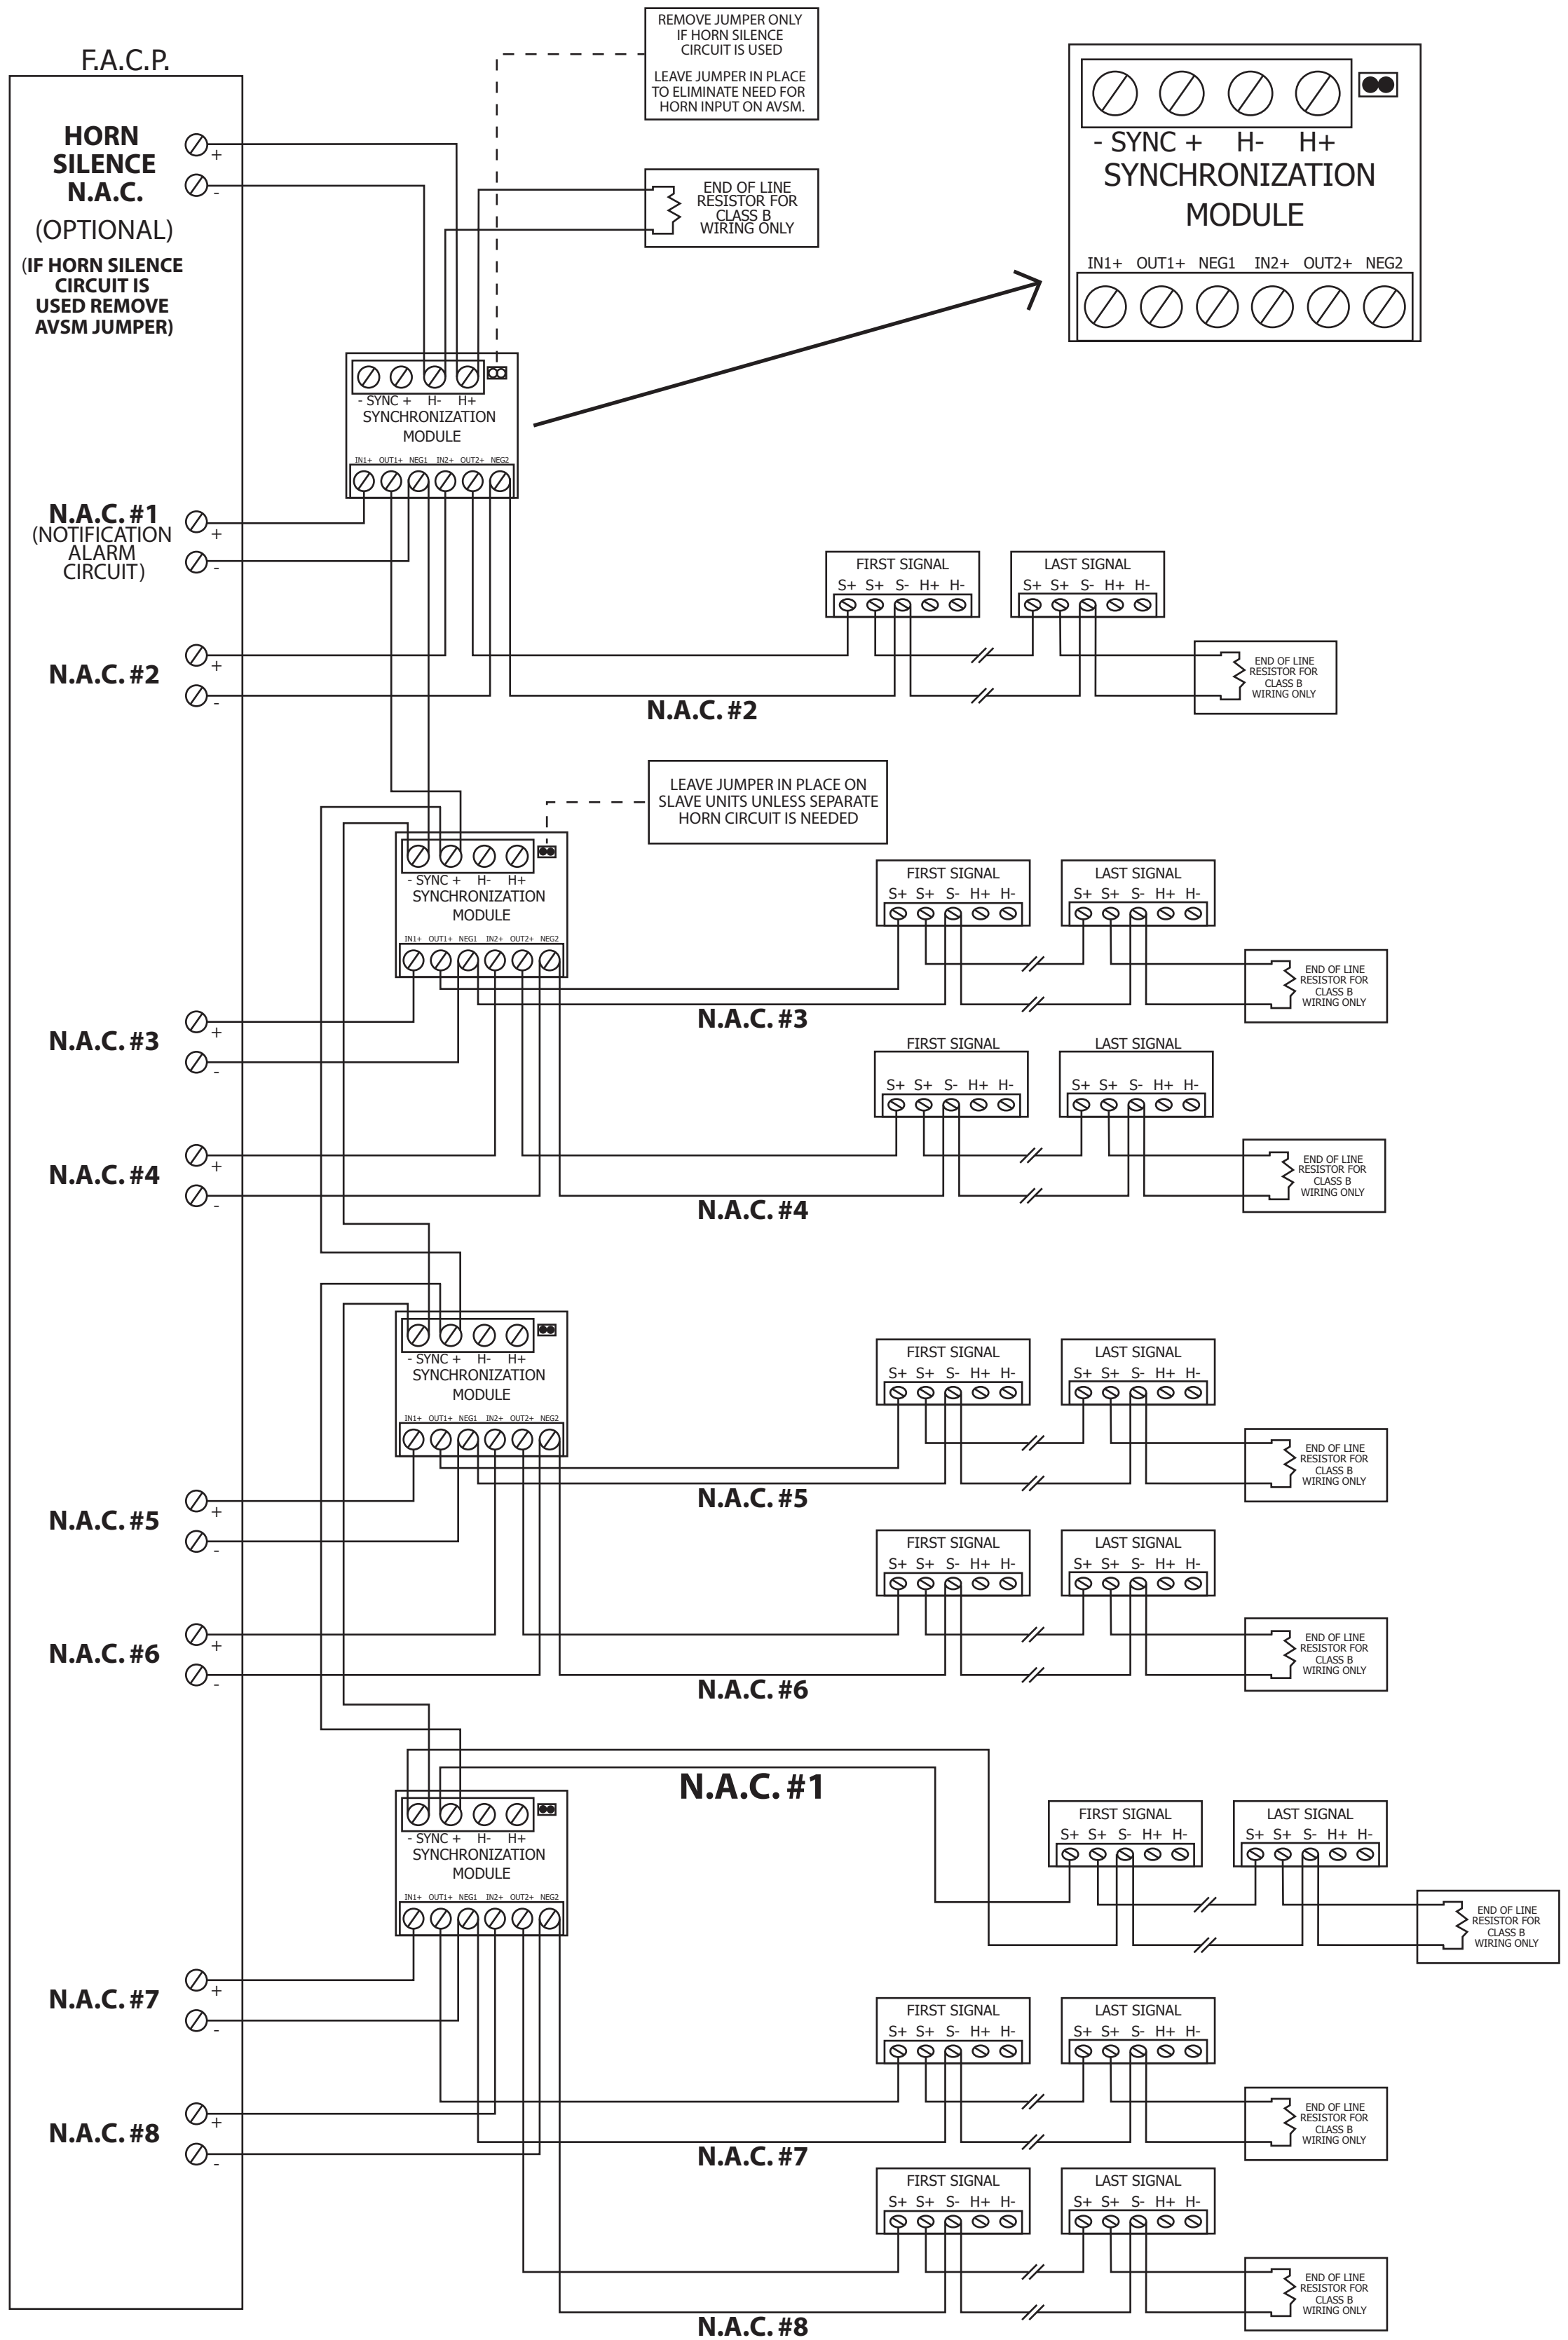 F.A.C.P.
HORN
SILENCE
N.A.C.
(OPTIONAL)
(IF HORN SILENCE
CIRCUIT IS
USED REMOVE
AVSM JUMPER)
+
-
REMOVE JUMPER ONLY
IF HORN SILENCE
CIRCUIT IS USED
LEAVE JUMPER IN PLACE
TO ELIMINATE NEED FOR
HORN INPUT ON AVSM.
END OF LINE
RESISTOR FOR
CLASS B
WIRING ONLY
- SYNC + H- H+
SYNCHRONIZATION
MODULE
IN1+ OUT1+ NEG1 IN2+ OUT2+ NEG2
- SYNC + H- H+
SYNCHRONIZATION
MODULE
IN1+ OUT1+ NEG1 IN2+ OUT2+ NEG2
N.A.C. #1
(NOTIFICATION
ALARM
CIRCUIT)
+
-
N.A.C. #2
+
-
FIRST SIGNAL
S+ S+ S- H+ H-
LAST SIGNAL
S+ S+ S- H+ H-
END OF LINE
RESISTOR FOR
CLASS B
WIRING ONLY
N.A.C. #2
LEAVE JUMPER IN PLACE ON
SLAVE UNITS UNLESS SEPARATE
HORN CIRCUIT IS NEEDED
- SYNC + H- H+
SYNCHRONIZATION
MODULE
IN1+ OUT1+ NEG1 IN2+ OUT2+ NEG2
FIRST SIGNAL
S+ S+ S- H+ H-
LAST SIGNAL
S+ S+ S- H+ H-
END OF LINE
RESISTOR FOR
CLASS B
WIRING ONLY
N.A.C. #3
+
-
N.A.C. #3
FIRST SIGNAL
S+ S+ S- H+ H-
LAST SIGNAL
S+ S+ S- H+ H-
END OF LINE
RESISTOR FOR
CLASS B
WIRING ONLY
N.A.C. #4
+
-
N.A.C. #4
- SYNC + H- H+
SYNCHRONIZATION
MODULE
IN1+ OUT1+ NEG1 IN2+ OUT2+ NEG2
FIRST SIGNAL
S+ S+ S- H+ H-
LAST SIGNAL
S+ S+ S- H+ H-
END OF LINE
RESISTOR FOR
CLASS B
WIRING ONLY
N.A.C. #5
+
-
N.A.C. #5
FIRST SIGNAL
S+ S+ S- H+ H-
LAST SIGNAL
S+ S+ S- H+ H-
END OF LINE
RESISTOR FOR
CLASS B
WIRING ONLY
N.A.C. #6
+
-
N.A.C. #6
N.A.C. #1
- SYNC + H- H+
SYNCHRONIZATION
MODULE
IN1+ OUT1+ NEG1 IN2+ OUT2+ NEG2
FIRST SIGNAL
S+ S+ S- H+ H-
LAST SIGNAL
S+ S+ S- H+ H-
END OF LINE
RESISTOR FOR
CLASS B
WIRING ONLY
N.A.C. #7
+
-
FIRST SIGNAL
S+ S+ S- H+ H-
LAST SIGNAL
S+ S+ S- H+ H-
END OF LINE
RESISTOR FOR
CLASS B
WIRING ONLY
N.A.C. #8
+
-
N.A.C. #7
FIRST SIGNAL
S+ S+ S- H+ H-
LAST SIGNAL
S+ S+ S- H+ H-
END OF LINE
RESISTOR FOR
CLASS B
WIRING ONLY
N.A.C. #8